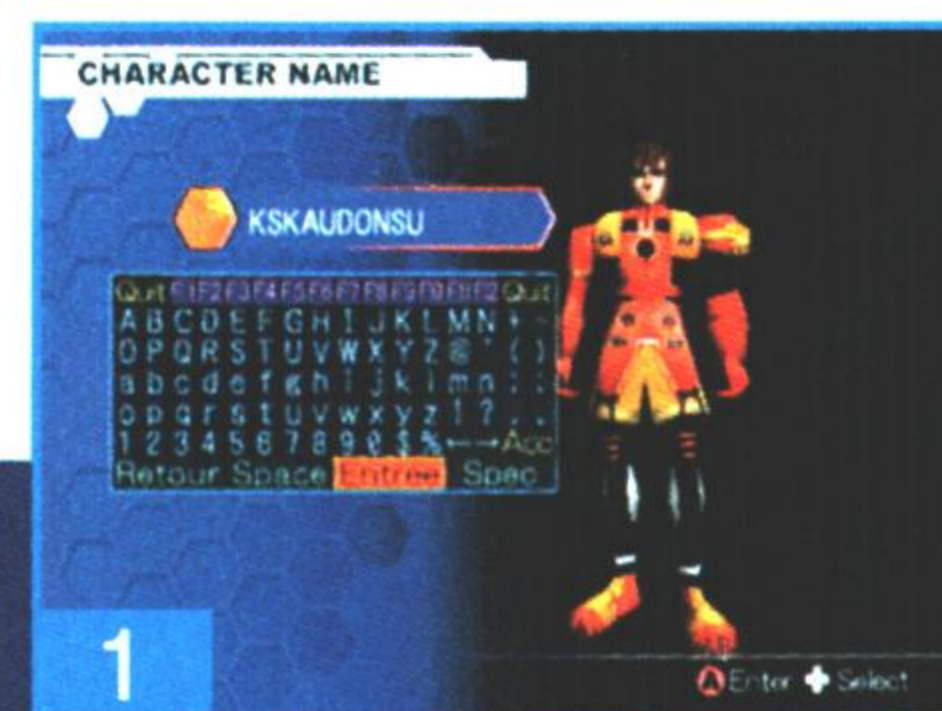 CHARACTER NAME
KSKAUDONSU
Quit F1 F2 F3 F4 F5 F6 F7 F8 F9 F10 F11 F12 Quit
A B C D E F G H I J K L M N + -
O P Q R S T U V W X Y Z @ ' ( )
a b c d e f g h i j k l m n : ;
o p q r s t u v w x y z ! ? . ,
1 2 3 4 5 6 7 8 9 0 $ % ← → Acc
Retour Space Entree Spec
1
A Enter Select